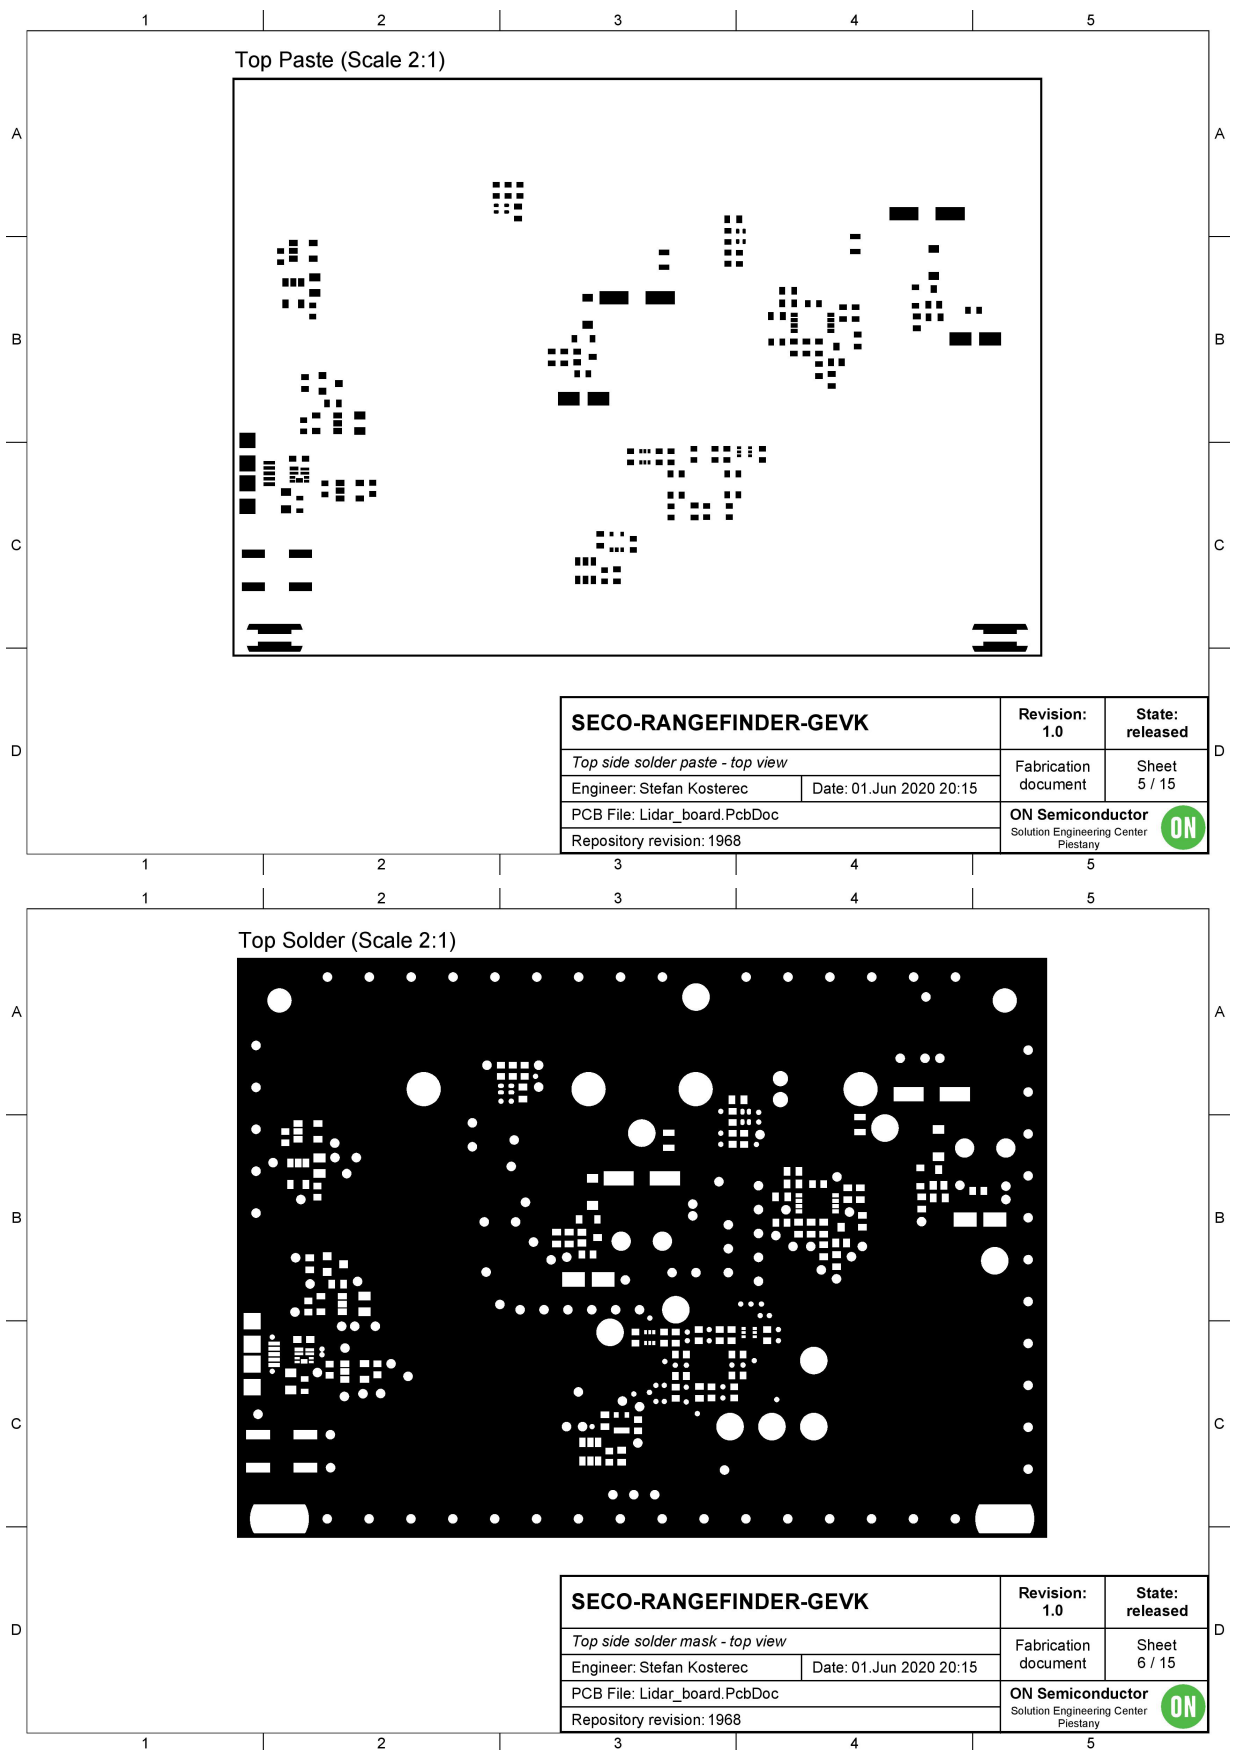 1 2 3 4 5
Top Paste (Scale 2:1)
A A
B B
C C
SECO-RANGEFINDER-GEVK
Revision:
1.0
State:
released
D D
Top side solder paste - top view
Fabrication
document
Sheet
5 / 15
Engineer: Stefan Kosterec
Date: 01.Jun 2020 20:15
PCB File: Lidar_board.PcbDoc
ON Semiconductor
Solution Engineering Center
Piestany
ON
Repository revision: 1968
1 2 3 4 5
1 2 3 4 5
Top Solder (Scale 2:1)
A A
B B
C C
SECO-RANGEFINDER-GEVK
Revision:
1.0
State:
released
D D
Top side solder mask - top view
Fabrication
document
Sheet
6 / 15
Engineer: Stefan Kosterec
Date: 01.Jun 2020 20:15
PCB File: Lidar_board.PcbDoc
ON Semiconductor
Solution Engineering Center
Piestany
ON
Repository revision: 1968
1 2 3 4 5